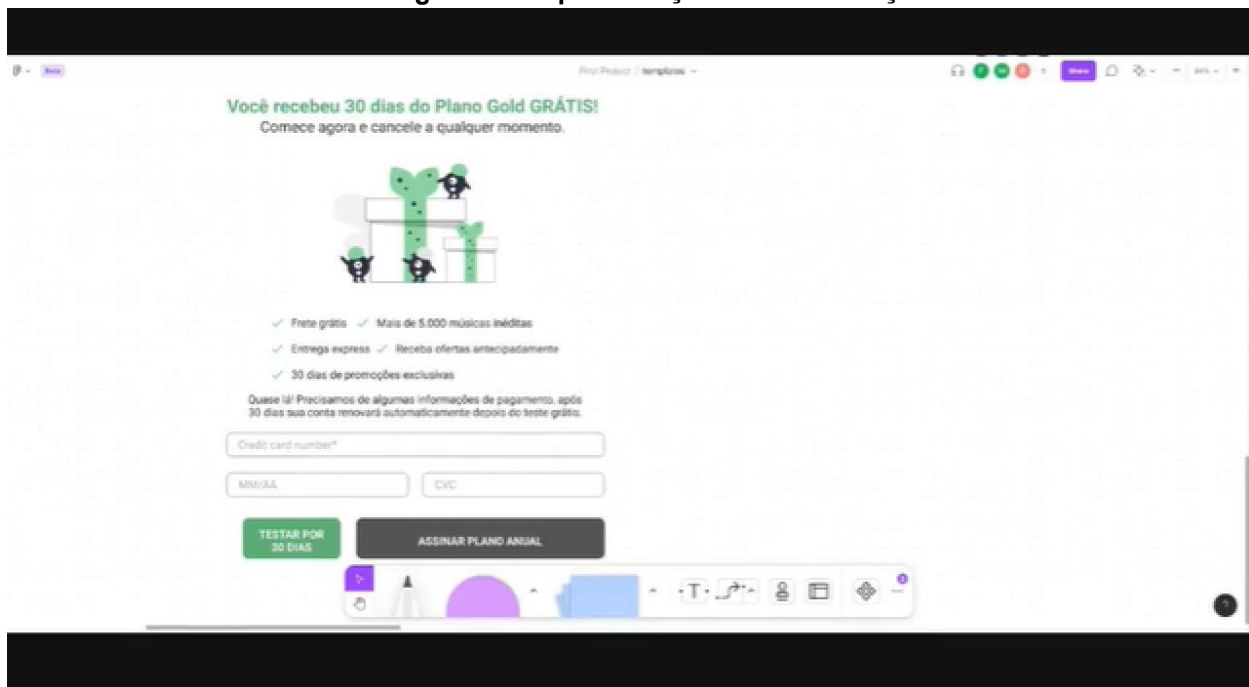 Beta
First Project / templates
Share
Você recebeu 30 dias do Plano Gold GRÁTIS!
Comece agora e cancele a qualquer momento.
Frete grátis Mais de 5.000 músicas inéditas
Entrega express Receba ofertas antecipadamente
30 dias de promoções exclusivas
Quase lá! Precisamos de algumas informações de pagamento, após
30 dias sua conta renovará automaticamente depois do teste grátis.
Credit card number*
MM/AA CVC
TESTAR POR
30 DIAS
ASSINAR PLANO ANUAL
T
?